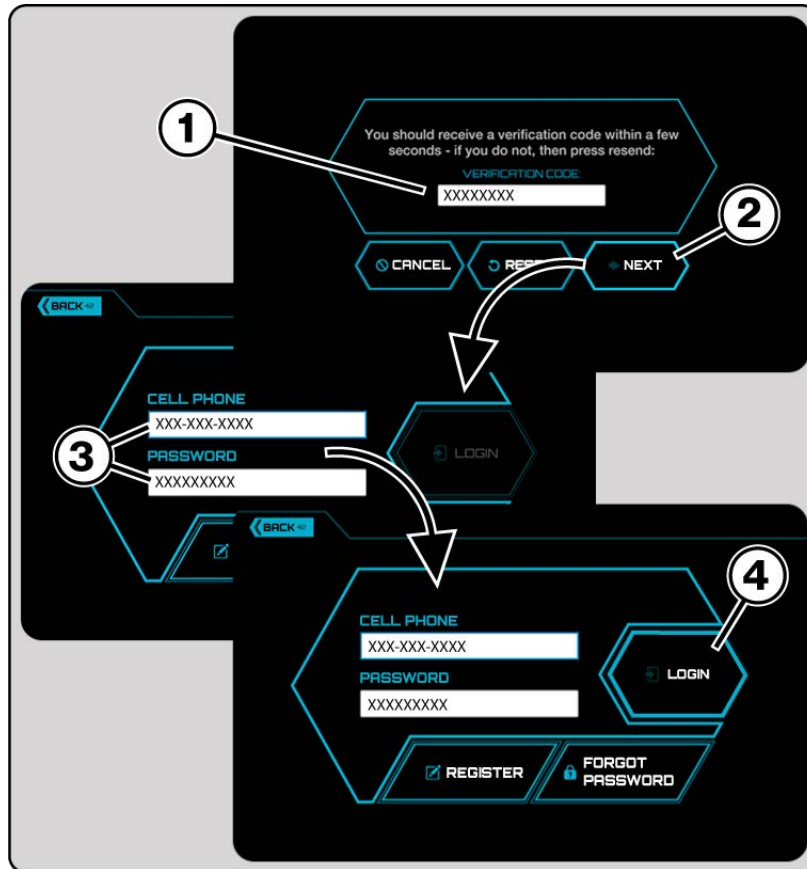 1
You should receive a verification code within a few
seconds - if you do not, then press resend:
VERIFICATION CODE:
XXXXXXXX
2
CANCEL
NEXT
BACK 42
CELL PHONE
XXX-XXX-XXXX
3
PASSWORD
XXXXXXXXX
LOGIN
BACK 42
4
CELL PHONE
XXX-XXX-XXXX
LOGIN
PASSWORD
XXXXXXXXX
REGISTER
FORGOT
PASSWORD